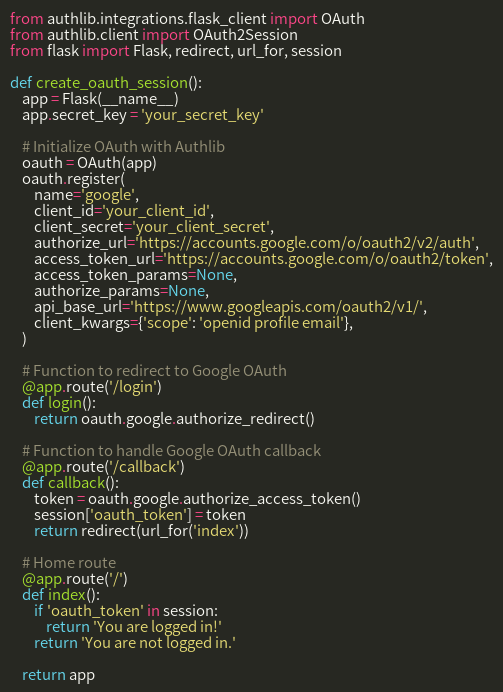 from authlib.integrations.flask_client import OAuth
from authlib.client import OAuth2Session
from flask import Flask, redirect, url_for, session

def create_oauth_session():
    app = Flask(__name__)
    app.secret_key = 'your_secret_key'

    # Initialize OAuth with Authlib
    oauth = OAuth(app)
    oauth.register(
        name='google',
        client_id='your_client_id',
        client_secret='your_client_secret',
        authorize_url='https://accounts.google.com/o/oauth2/v2/auth',
        access_token_url='https://accounts.google.com/o/oauth2/token',
        access_token_params=None,
        authorize_params=None,
        api_base_url='https://www.googleapis.com/oauth2/v1/',
        client_kwargs={'scope': 'openid profile email'},
    )

    # Function to redirect to Google OAuth
    @app.route('/login')
    def login():
        return oauth.google.authorize_redirect()

    # Function to handle Google OAuth callback
    @app.route('/callback')
    def callback():
        token = oauth.google.authorize_access_token()
        session['oauth_token'] = token
        return redirect(url_for('index'))

    # Home route
    @app.route('/')
    def index():
        if 'oauth_token' in session:
            return 'You are logged in!'
        return 'You are not logged in.'

    return app